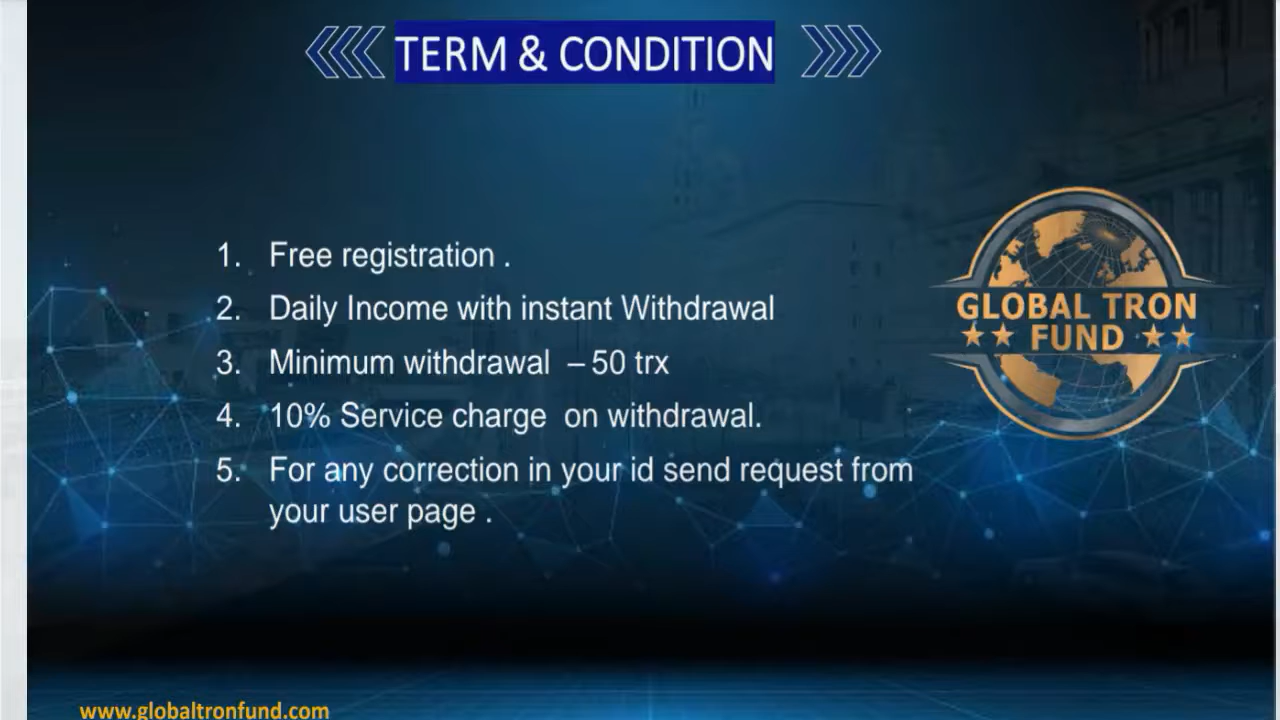 TERM & CONDITION
1. Free registration .
2. Daily Income with instant Withdrawal
3. Minimum withdrawal – 50 trx
4. 10% Service charge on withdrawal.
5. For any correction in your id send request from
your user page .
GLOBAL TRON
FUND
www.globaltronfund.com